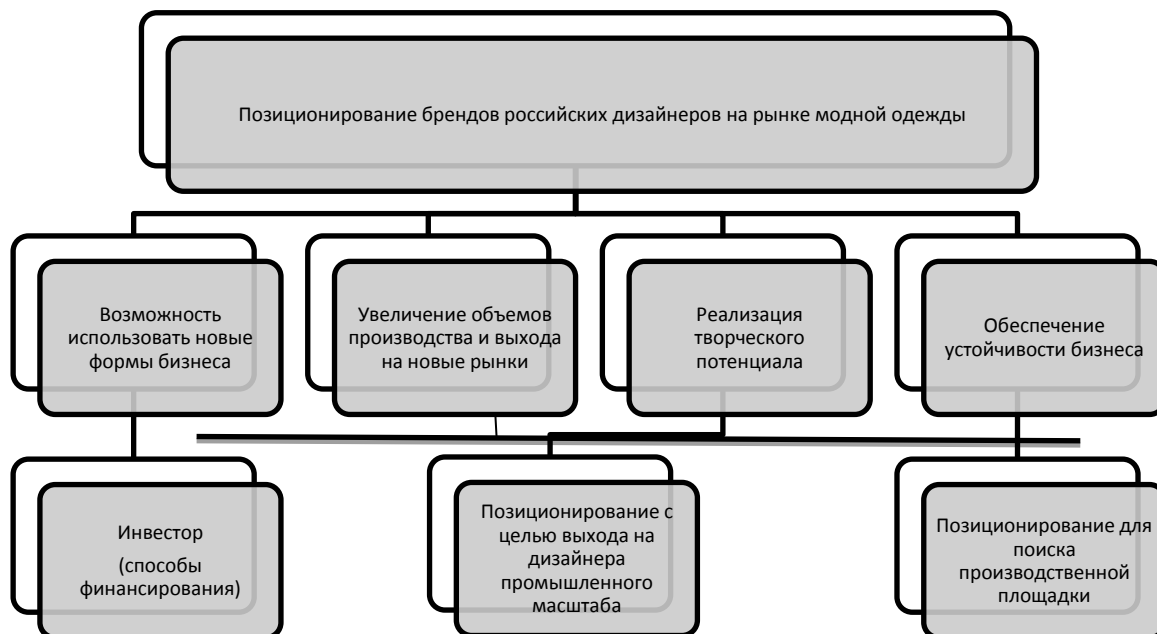 Позиционирование брендов российских дизайнеров на рынке модной одежды
Возможность
использовать новые
формы бизнеса
Увеличение объемов
производства и выхода
на новые рынки
Реализация
творческого
потенциала
Обеспечение
устойчивости бизнеса
Инвестор
(способы
финансирования)
Позиционирование с
целью выхода на
дизайнера
промышленного
масштаба
Позиционирование для
поиска
производственной
площадки